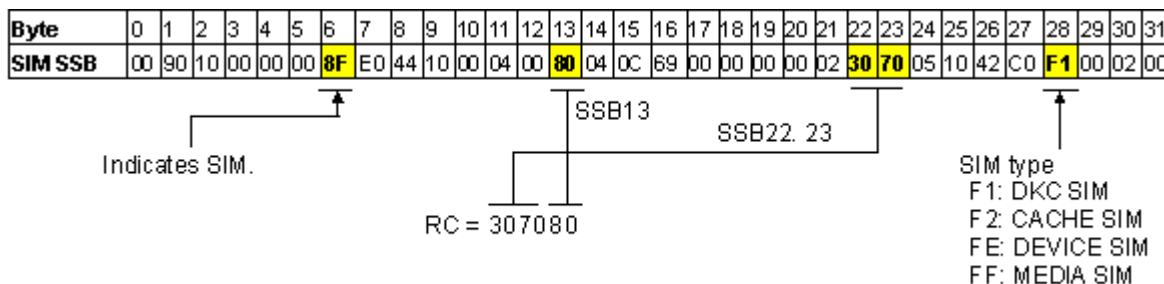 Byte 0 1 2 3 4 5 6 7 8 9 10 11 12 13 14 15 16 17 18 19 20 21 22 23 24 25 26 27 28 29 30 31
SIM SSB 00 90 10 00 00 00 8F E0 44 10 00 04 00 80 04 0C 69 00 00 00 00 02 30 70 05 10 42 C0 F1 00 02 00
SSB13
SSB22. 23
Indicates SIM.
RC = 307080
SIM type
F1: DKC SIM
F2: CACHE SIM
FE: DEVICE SIM
FF: MEDIA SIM